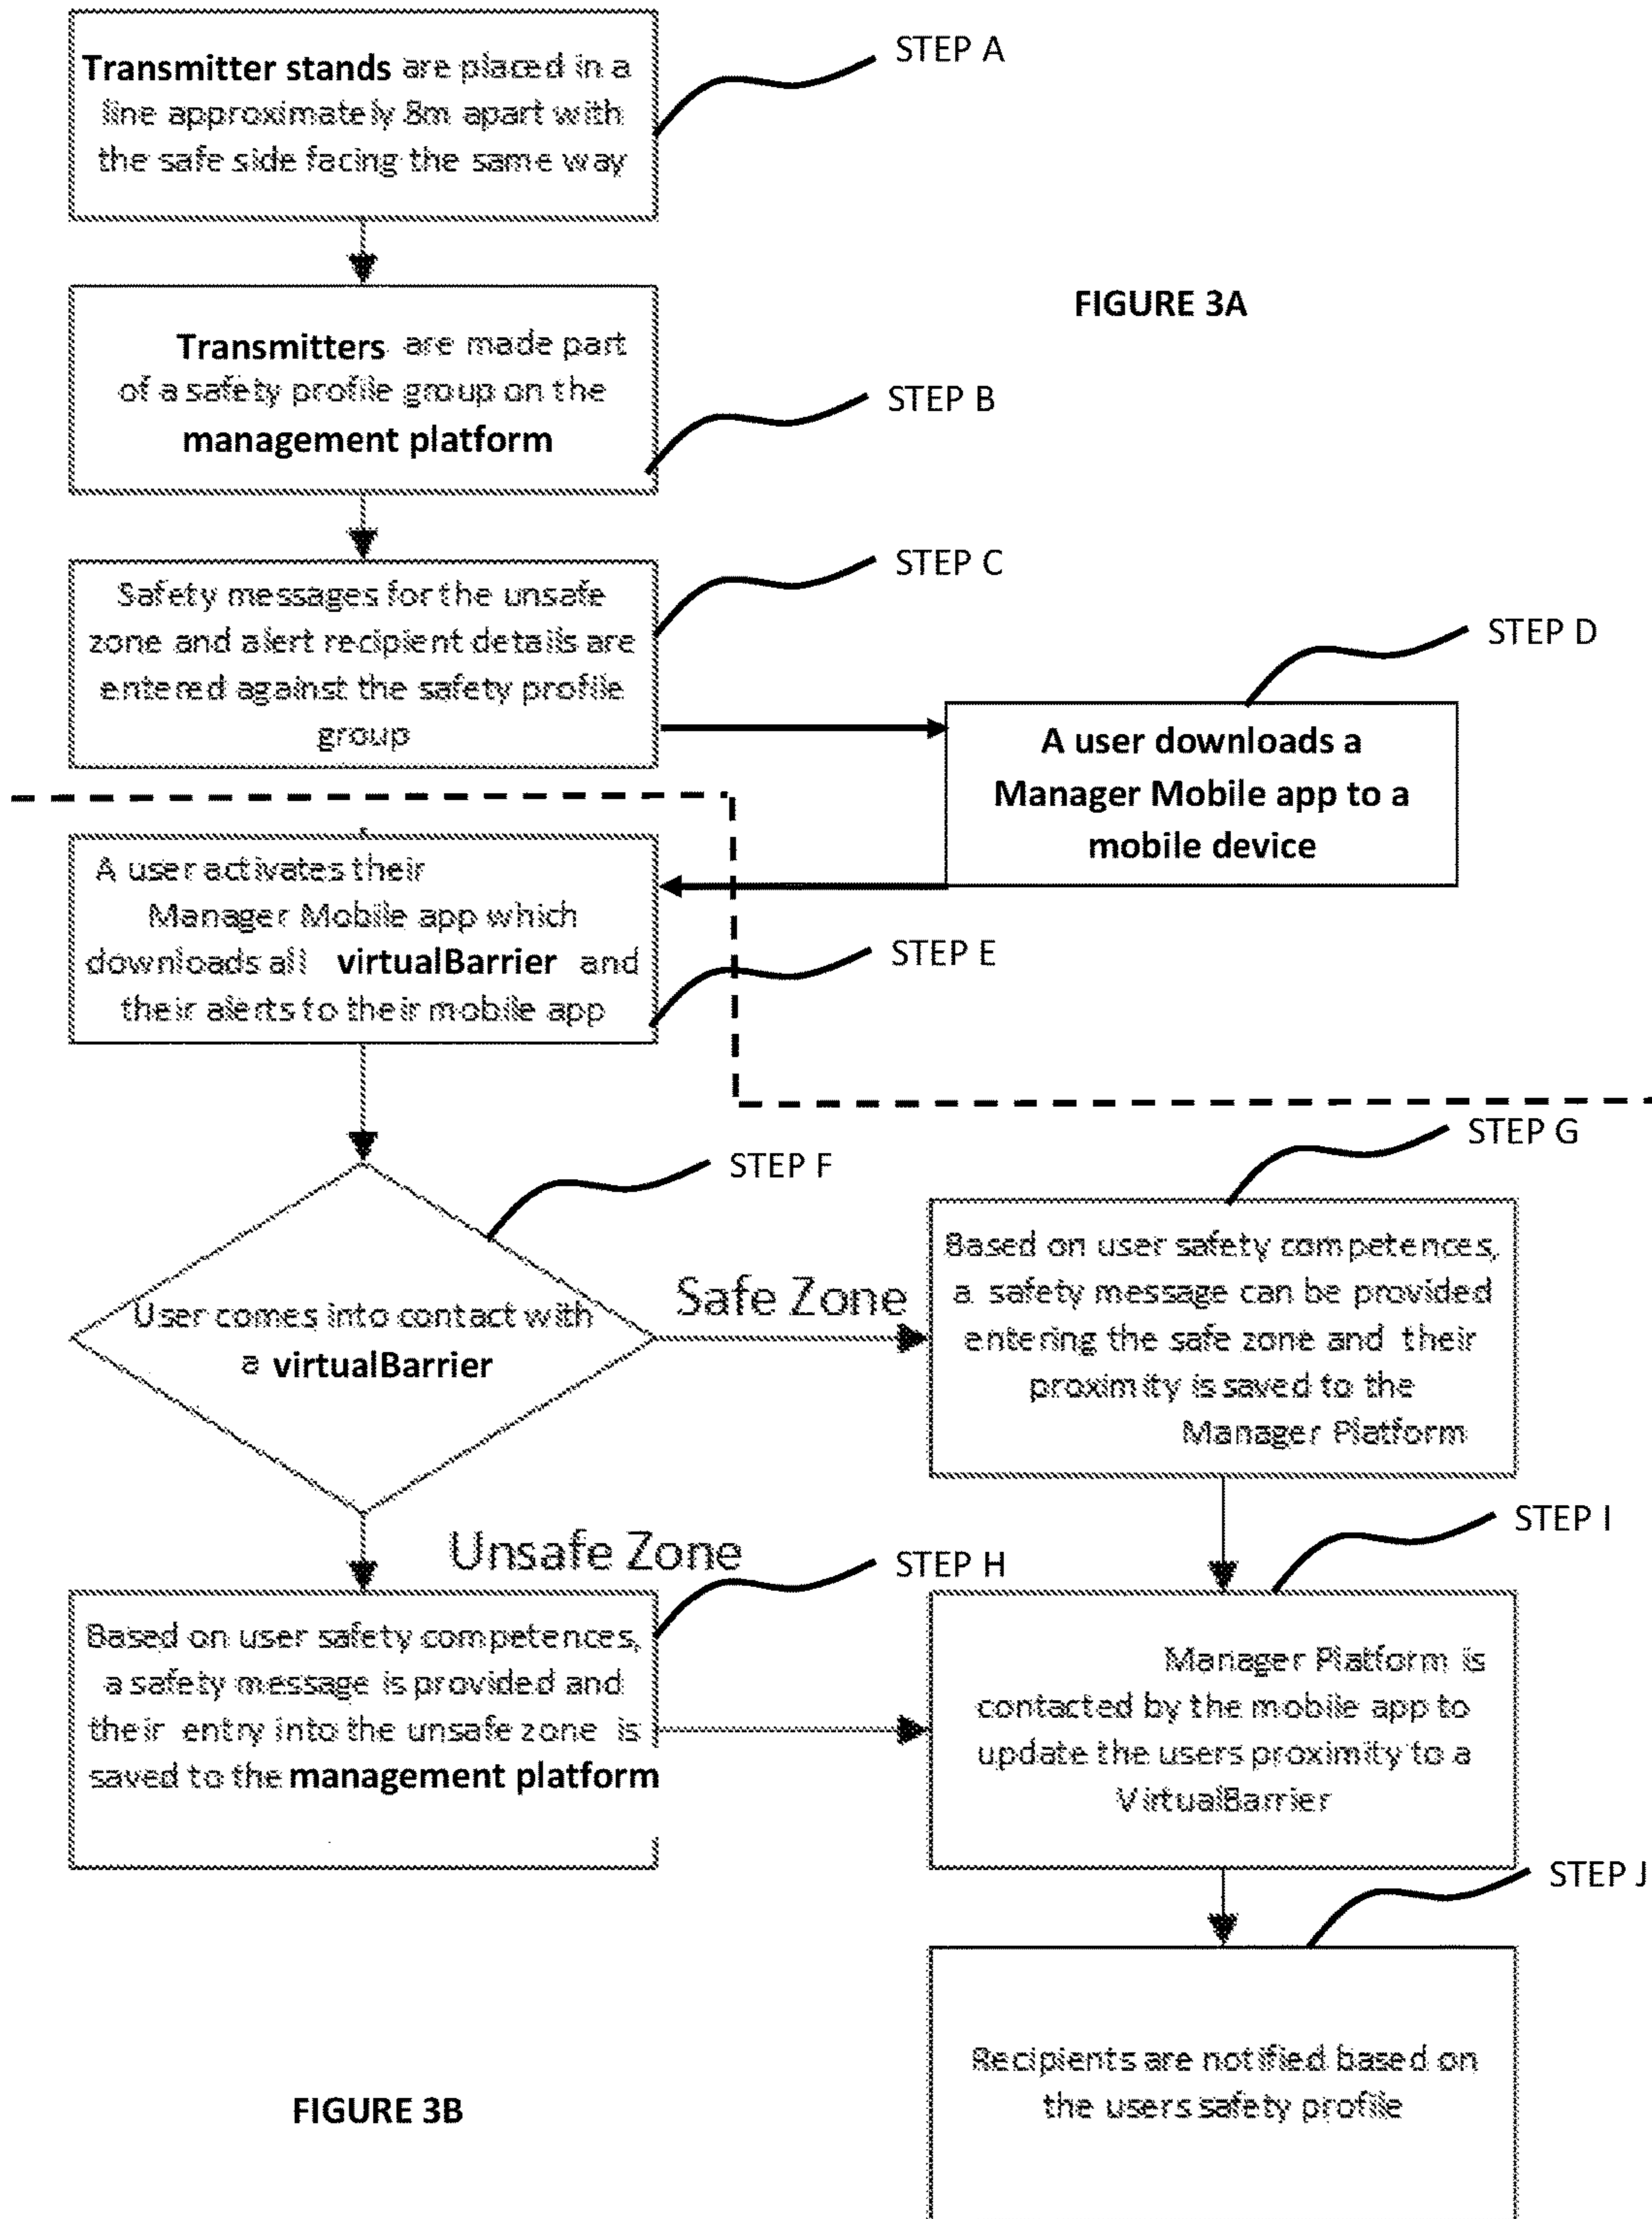 Transmitter stands are placed in a
line approximately 8m apart with
the safe side facing the same way
STEP A
FIGURE 3A
Transmitters are made part
of a safety profile group on the
management platform
STEP B
Safety messages for the unsafe
zone and alert recipient details are
entered against the safety profile
group
STEP C
STEP D
A user downloads a
Manager Mobile app to a
mobile device
A user activates their
Manager Mobile app which
downloads all virtualBarrier and
their alerts to their mobile app
STEP E
STEP F
User comes into contact with
a virtualBarrier
Safe Zone
STEP G
Based on user safety competences,
a safety message can be provided
entering the safe zone and their
proximity is saved to the
Manager Platform
Unsafe Zone
STEP H
Based on user safety competences,
a safety message is provided and
their entry into the unsafe zone is
saved to the management platform
STEP I
Manager Platform is
contacted by the mobile app to
update the users proximity to a
VirtualBarrier
STEP J
Recipients are notified based on
the users safety profile
FIGURE 3B